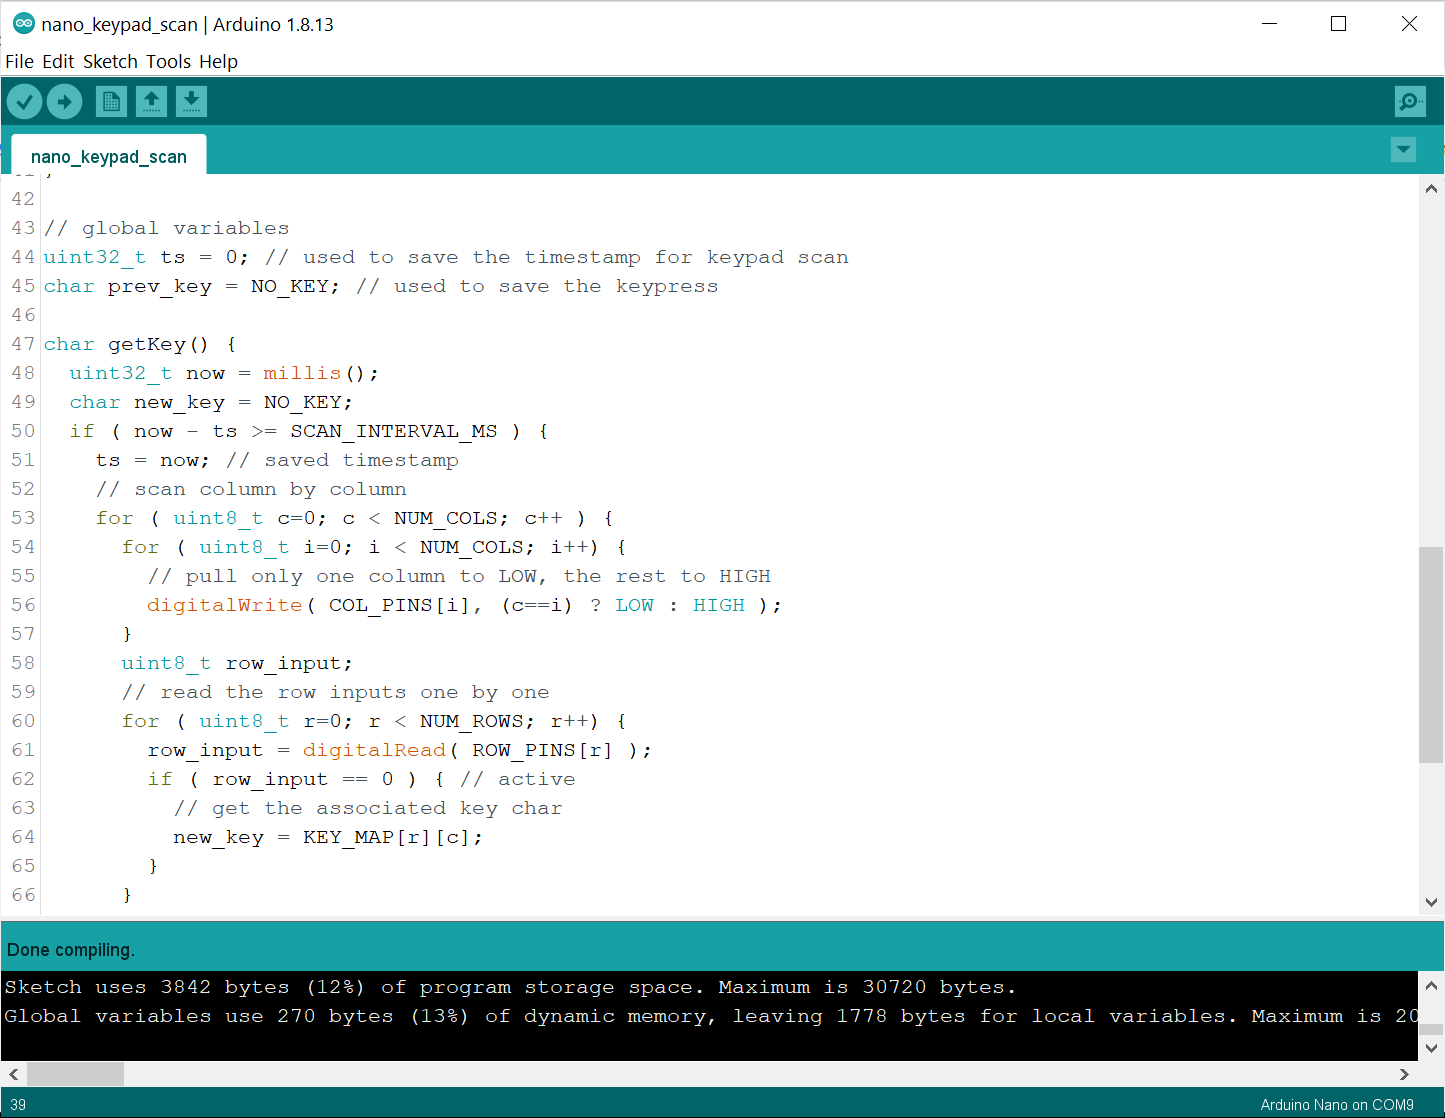 nano_keypad_scan | Arduino 1.8.13
File Edit Sketch Tools Help
nano_keypad_scan
42
43 // global variables
44 uint32_t ts = 0; // used to save the timestamp for keypad scan
45 char prev_key = NO_KEY; // used to save the keypress
46
47 char getKey() {
48   uint32_t now = millis();
49   char new_key = NO_KEY;
50   if ( now - ts >= SCAN_INTERVAL_MS ) {
51     ts = now; // saved timestamp
52     // scan column by column
53     for ( uint8_t c=0; c < NUM_COLS; c++ ) {
54       for ( uint8_t i=0; i < NUM_COLS; i++) {
55         // pull only one column to LOW, the rest to HIGH
56         digitalWrite( COL_PINS[i], (c==i) ? LOW : HIGH );
57       }
58       uint8_t row_input;
59       // read the row inputs one by one
60       for ( uint8_t r=0; r < NUM_ROWS; r++) {
61         row_input = digitalRead( ROW_PINS[r] );
62         if ( row_input == 0 ) { // active
63           // get the associated key char
64           new_key = KEY_MAP[r][c];
65         }
66       }
Done compiling.
Sketch uses 3842 bytes (12%) of program storage space. Maximum is 30720 bytes.
Global variables use 270 bytes (13%) of dynamic memory, leaving 1778 bytes for local variables. Maximum is 20
39
Arduino Nano on COM9